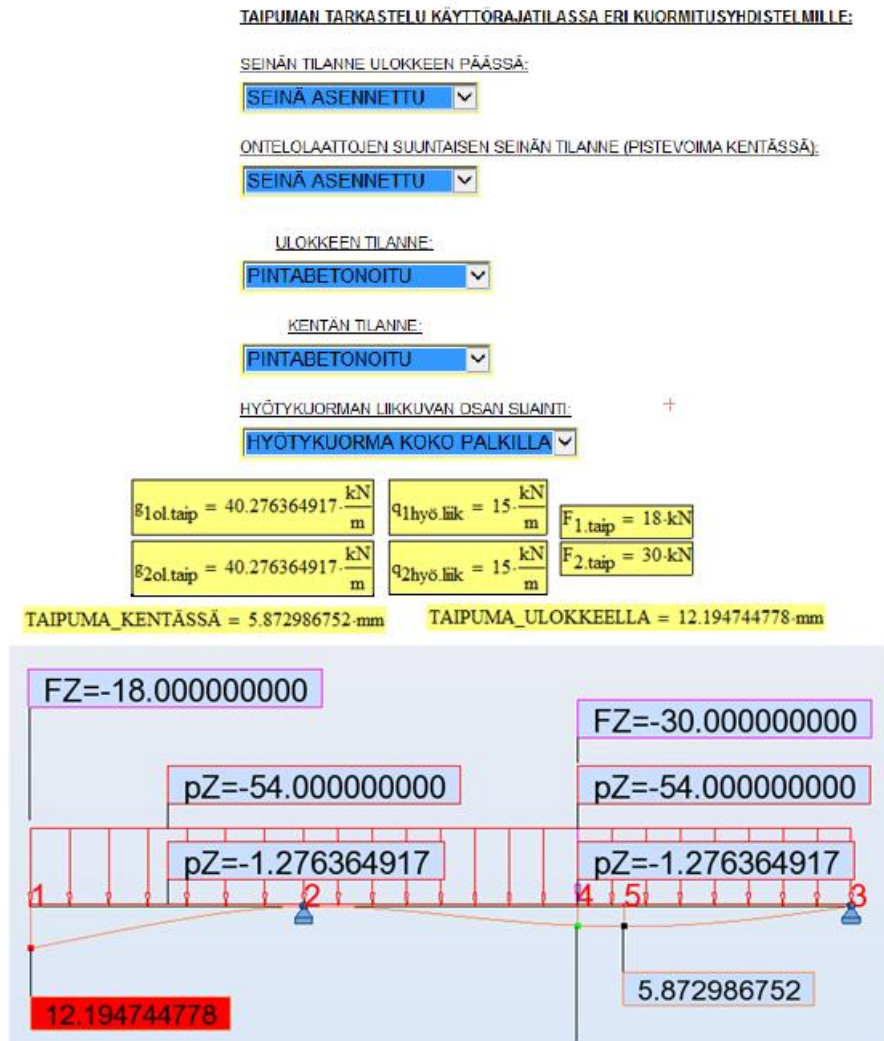 TAIPUMAN TARKASTELU KÄYTTÖRAJATILASSA ERI KUORMITUSYHDISTELMILLE:
SEINÄN TILANNE ULOKKEEN PÄÄSSÄ:
SEINÄ ASENNETTU
ONTELOLAATTOJEN SUUNTAISEN SEINÄN TILANNE (PISTEVOIMA KENTÄSSÄ):
SEINÄ ASENNETTU
ULOKKEEN TILANNE:
PINTABETONOITU
KENTÄN TILANNE:
PINTABETONOITU
HYÖTYKUORMAN LIIKKUVAN OSAN SIJAINTI:
HYÖTYKUORMA KOKO PALKILLA
g1ol.taip = 40.276364917·kN/m q1hyö.liik = 15·kN/m F1.taip = 18·kN
g2ol.taip = 40.276364917·kN/m q2hyö.liik = 15·kN/m F2.taip = 30·kN
TAIPUMA_KENTÄSSÄ = 5.872986752·mm TAIPUMA_ULOKKEELLA = 12.194744778·mm
FZ=-18.000000000
FZ=-30.000000000
pZ=-54.000000000 pZ=-54.000000000
pZ=-1.276364917 pZ=-1.276364917
1 2 4 5 3
5.872986752
12.194744778